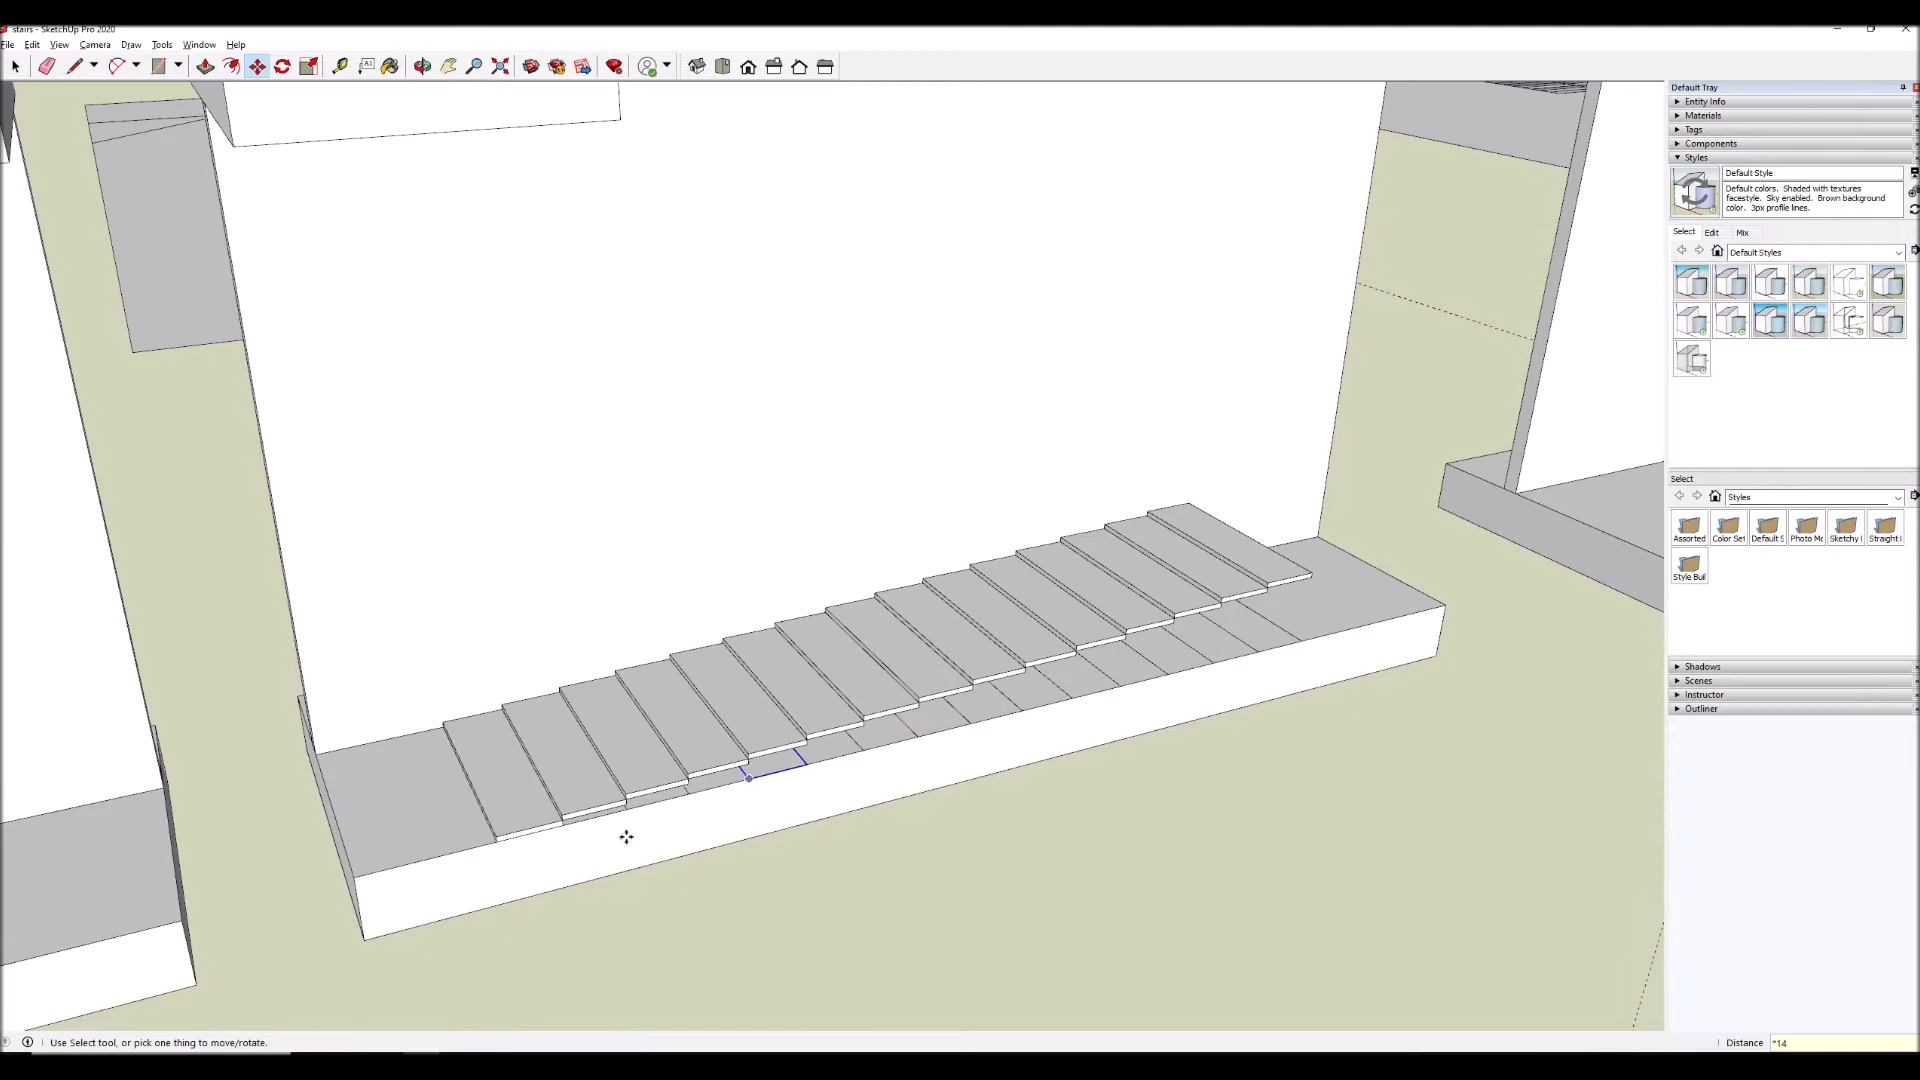 stairs - SketchUp Pro 2020
File Edit View Camera Draw Tools Window Help
Default Tray
Entity Info
Materials
Tags
Components
Styles
Default Style
Default colors. Shaded with textures
facestyle. Sky enabled. Brown background
color. 3px profile lines.
Select Edit Mix
Default Styles
Select
Styles
Assorted Color Set Default S Photo Mo Sketchy I Straight I
Style Buil
Shadows
Scenes
Instructor
Outliner
Use Select tool, or pick one thing to move/rotate.
Distance *14